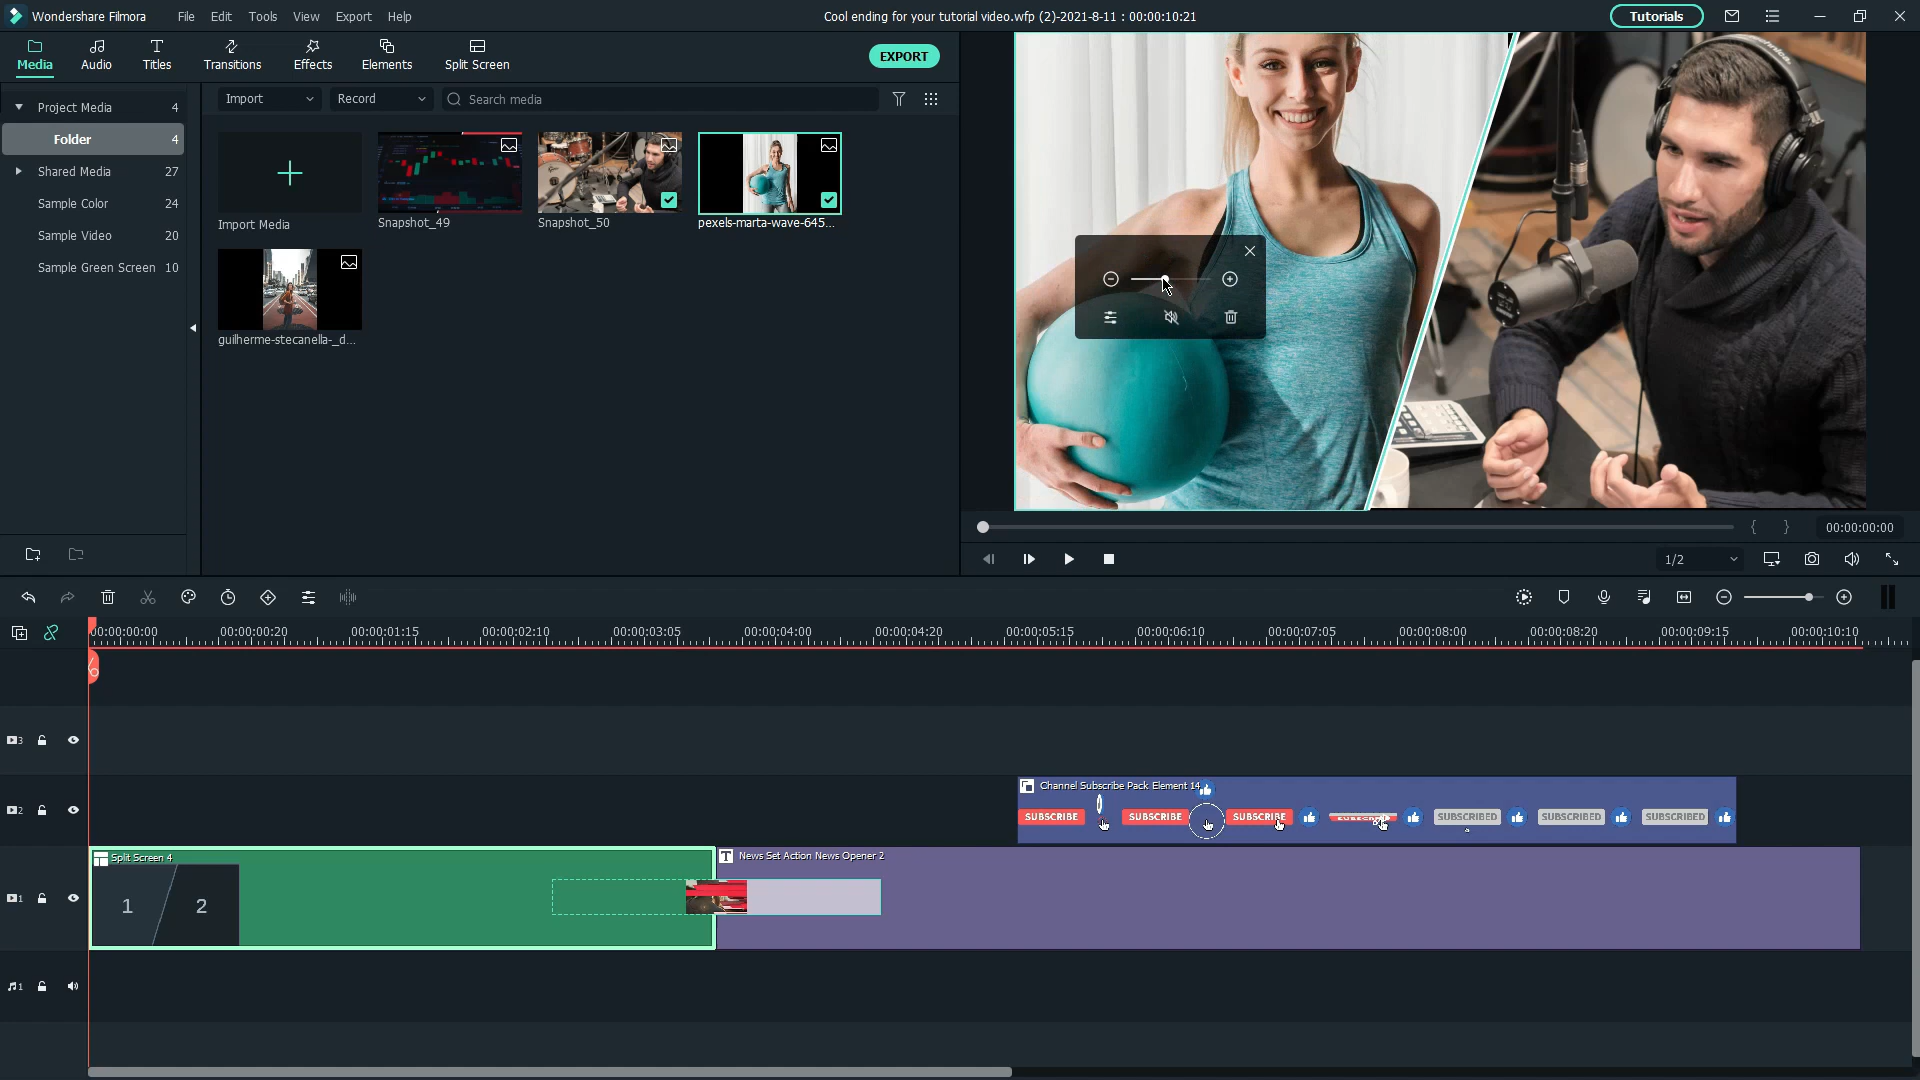 Wondershare Filmora
File
Edit
Tools
View
Export
Help
Cool ending for your tutorial video.wfp (2)-2021-8-11 : 00:00:10:21
Tutorials
Media
Audio
Titles
Transitions
Effects
Elements
Split Screen
EXPORT
Project Media 4
Folder 4
Shared Media 27
Sample Color 24
Sample Video 20
Sample Green Screen 10
Import
Record
Search media
Import Media
Snapshot_49
Snapshot_50
pexels-marta-wave-645...
guilherme-stecanella-_d...
{ }
00:00:00:00
1/2
00:00:00:00
00:00:00:20
00:00:01:15
00:00:02:10
00:00:03:05
00:00:04:00
00:00:04:20
00:00:05:15
00:00:06:10
00:00:07:05
00:00:08:00
00:00:08:20
00:00:09:15
00:00:10:10
3
2
Channel Subscribe Pack Element 14
SUBSCRIBE
SUBSCRIBE
SUBSCRIBE
SUBSCRIBED
SUBSCRIBED
SUBSCRIBED
1
Split Screen 4
1 2
News Set Action News Opener 2
1